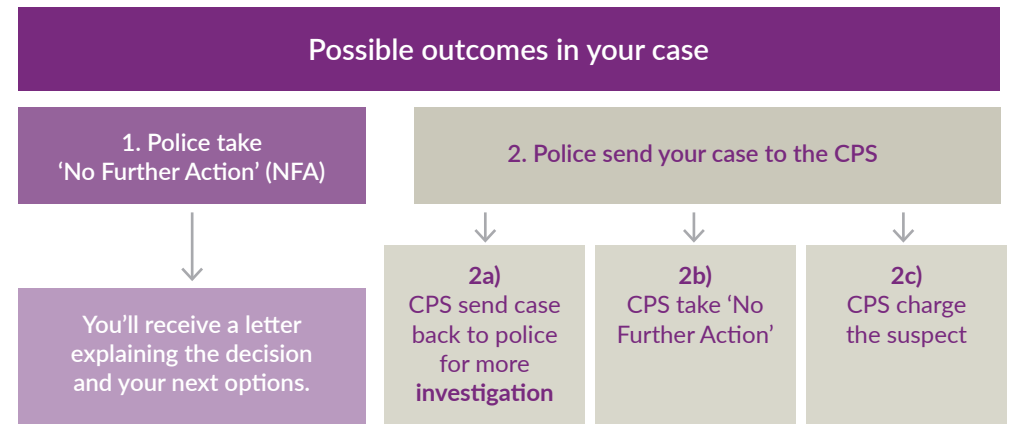 Possible outcomes in your case
1. Police take
‘No Further Action’ (NFA)
You’ll receive a letter
explaining the decision
and your next options.
2. Police send your case to the CPS
2a)
CPS send case
back to police
for more
investigation
2b)
CPS take ‘No
Further Action’
2c)
CPS charge
the suspect